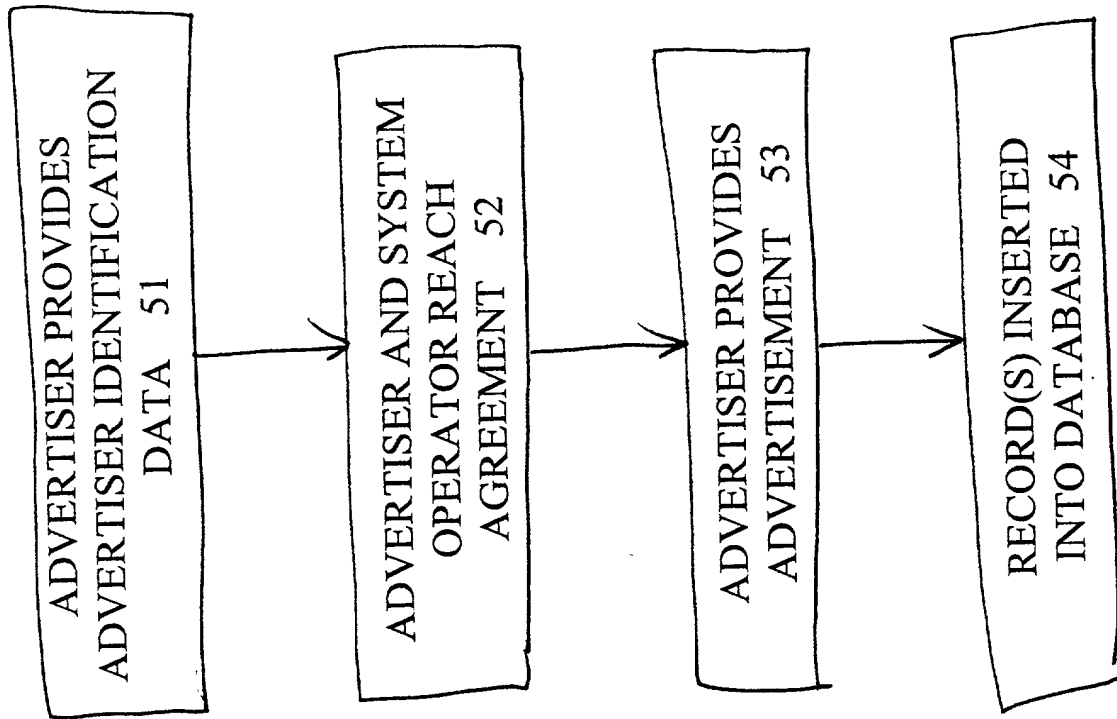 ADVERTISER PROVIDES
ADVERTISER IDENTIFICATION
DATA 51
ADVERTISER AND SYSTEM
OPERATOR REACH
AGREEMENT 52
ADVERTISER PROVIDES
ADVERTISEMENT 53
RECORD(S) INSERTED
INTO DATABASE 54